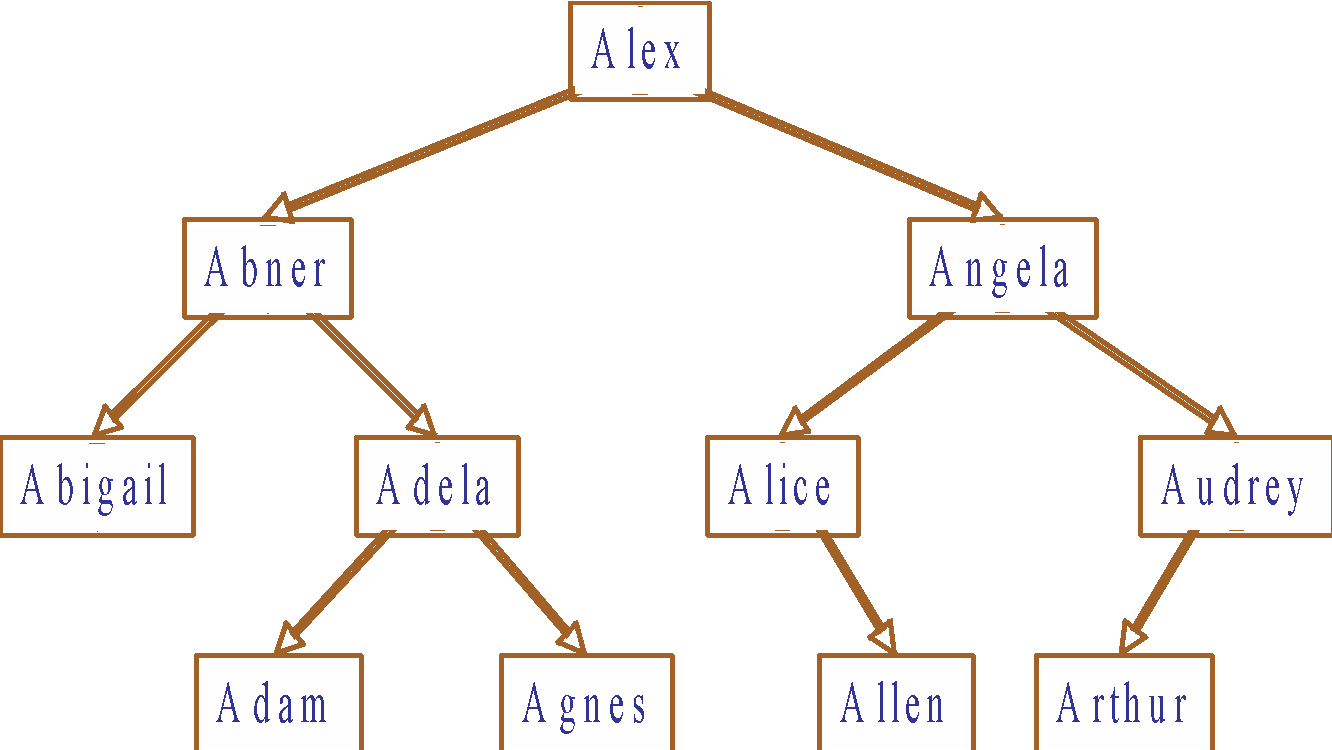 Alex
Abner
Angela
Abigail
Adela
Alice
Audrey
Adam
Agnes
Allen
Arthur